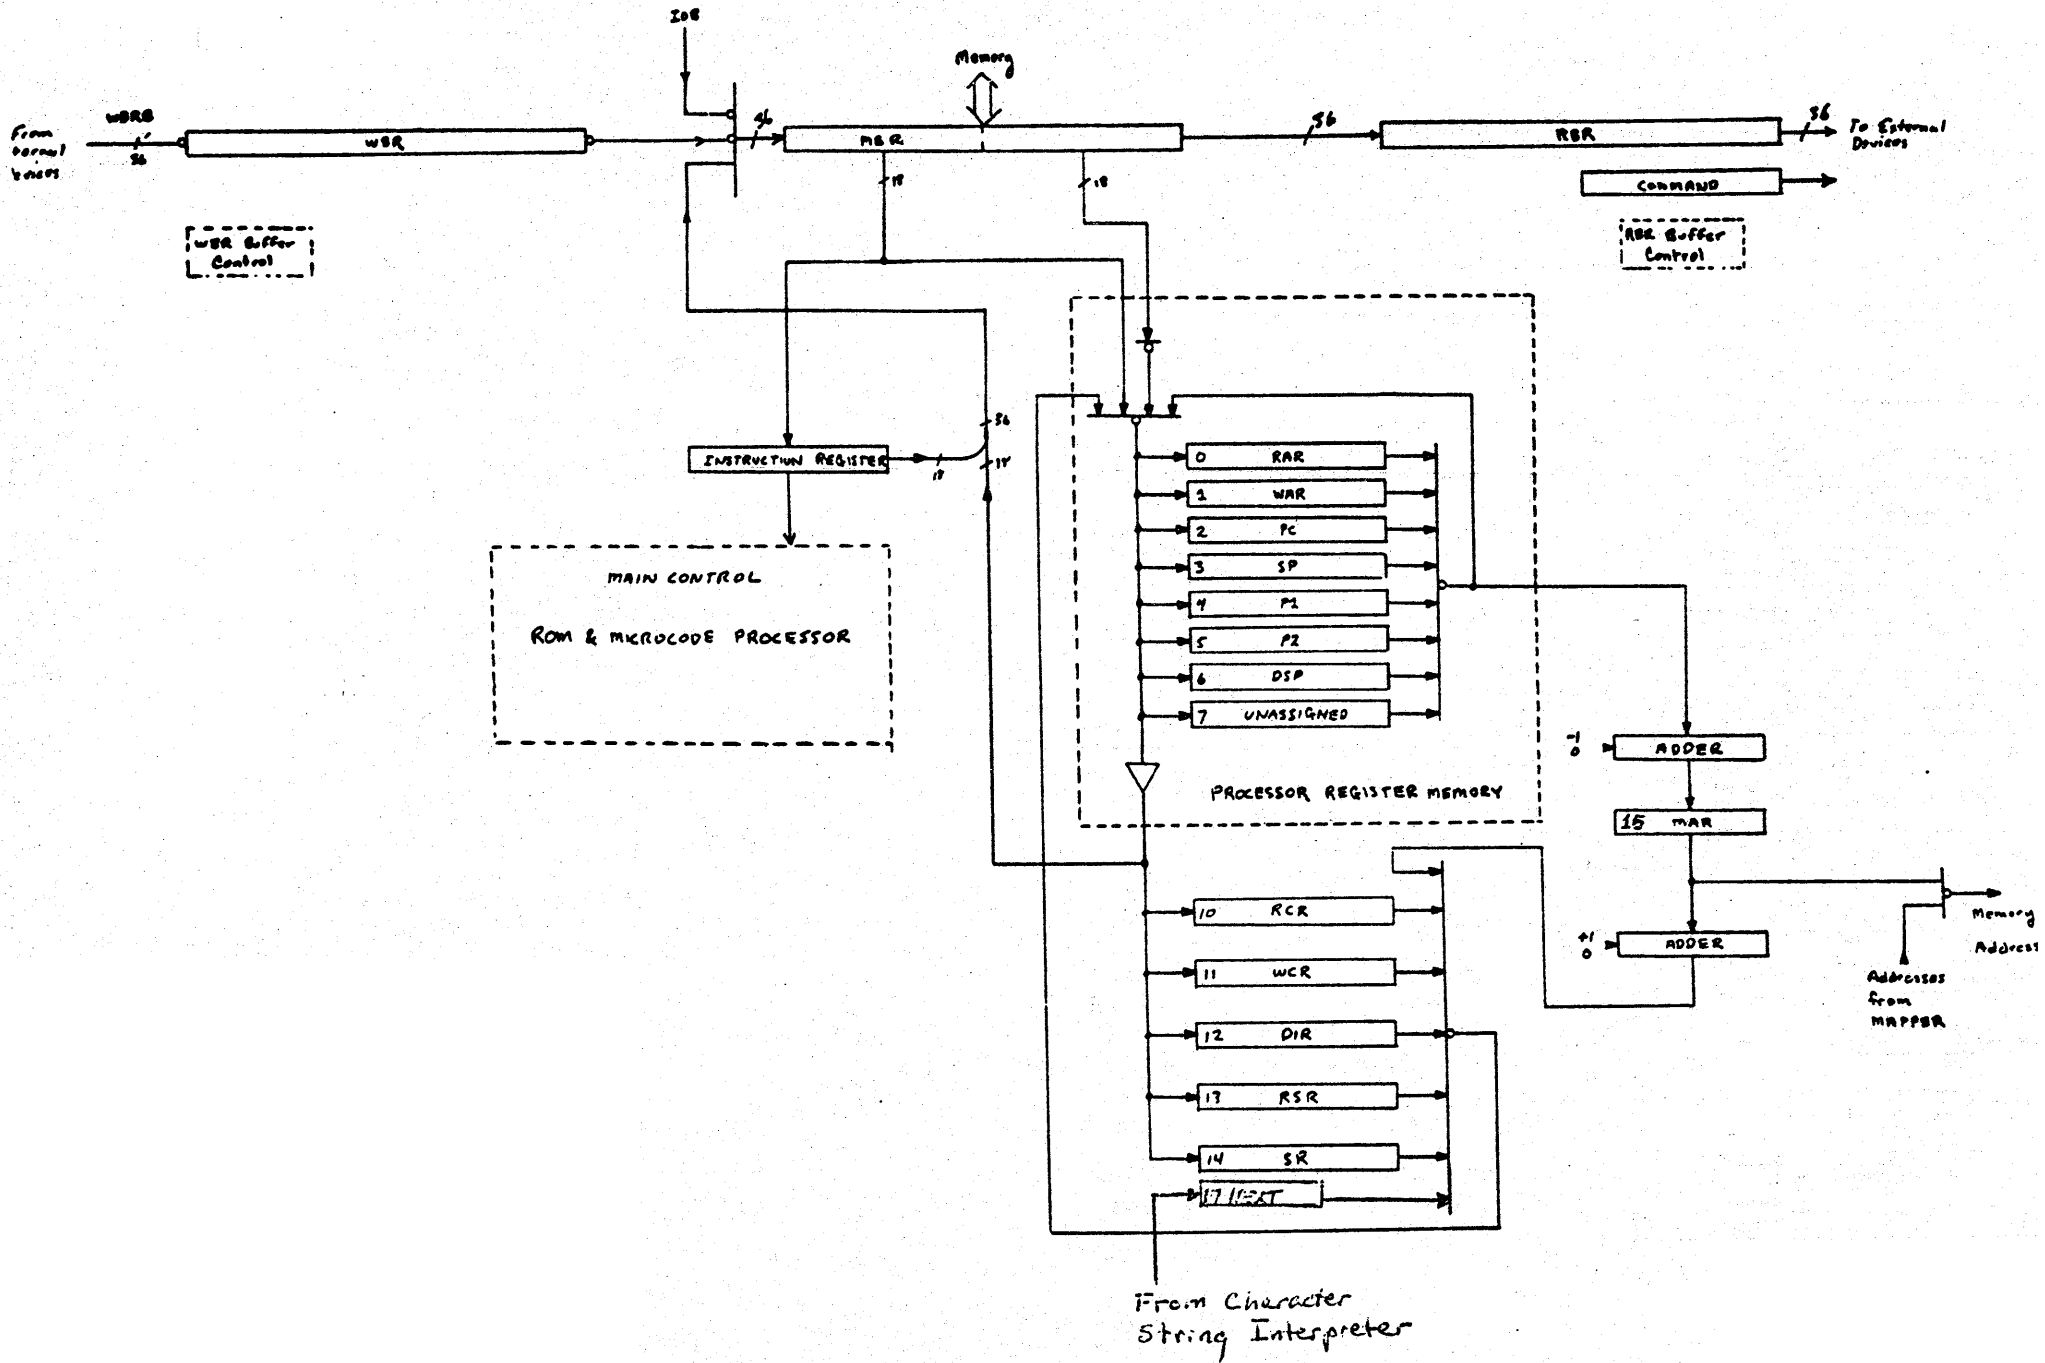 IOB
Memory
WBRB
From
ternal
evices
36
WBR
36
MBR
36
RBR
36
To External
Devices
18
18
COMMAND
WBR Buffer
Control
RBR Buffer
Control
36
INSTRUCTION REGISTER
18
18
0 RAR
1 WAR
2 PC
3 SP
4 P1
5 P2
6 DSP
7 UNASSIGNED
MAIN CONTROL
ROM & MICROCODE PROCESSOR
PROCESSOR REGISTER MEMORY
-1
0
ADDER
15 MAR
+1
0
ADDER
Memory
Address
Addresses
from
MAPPER
10 RCR
11 WCR
12 DIR
13 RSR
14 SR
17 NEXT
From Character
String Interpreter